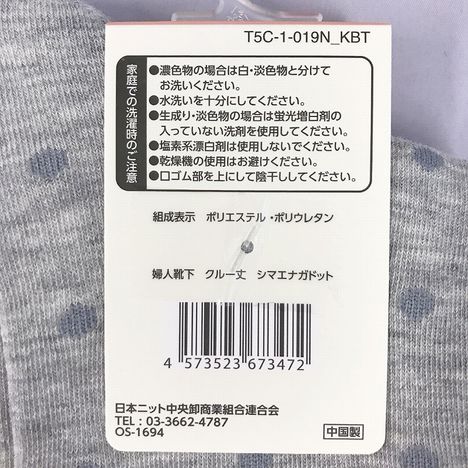 T5C-1-019N_KBT
家庭での洗濯時のご注意
●濃色物の場合は白・淡色物と分けて
お洗いください。
●水洗いを十分にしてください。
●生成り・淡色物の場合は蛍光増白剤の
入っていない洗剤を使用してください。
●塩素系漂白剤は使用しないでください。
●乾燥機の使用はお避けください。
●口ゴム部を上にして陰干ししてください。
組成表示 ポリエステル・ポリウレタン
婦人靴下 クルー丈 シマエナガドット
4 573523 673472
日本ニット中央卸商業組合連合会
TEL : 03-3662-4787
OS-1694
中国製